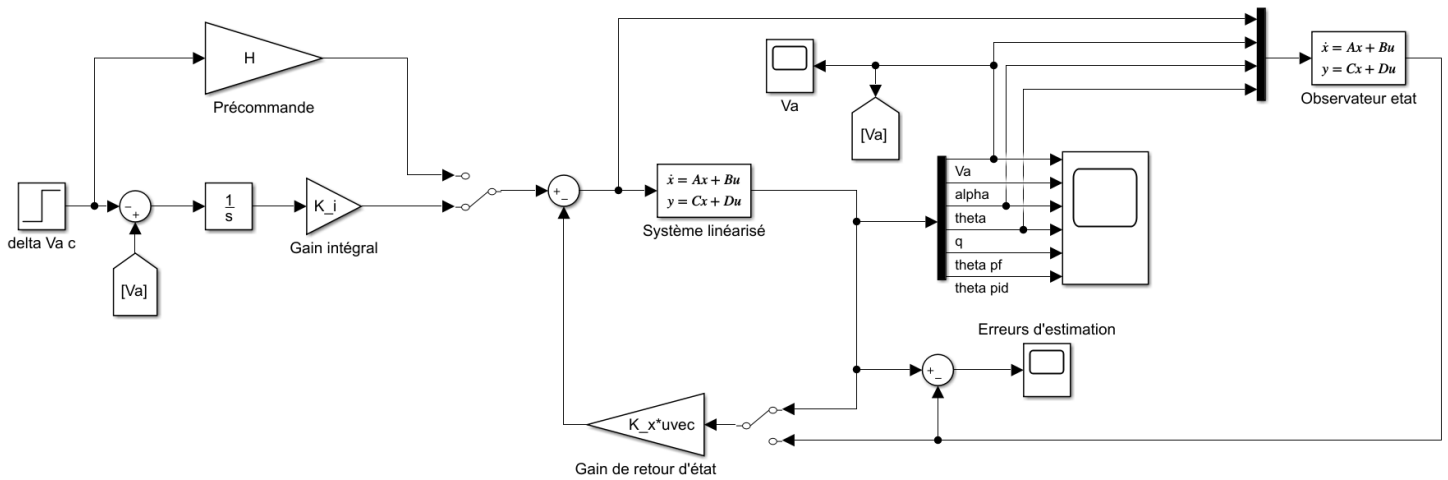 H
Précommande
delta Va c
−
+
[Va]
1
s
K_i
Gain intégral
+
−
ẋ = Ax + Bu
y = Cx + Du
Système linéarisé
Va
[Va]
Va
alpha
theta
q
theta pf
theta pid
ẋ = Ax + Bu
y = Cx + Du
Observateur etat
Erreurs d'estimation
+
−
K_x*uvec
Gain de retour d'état